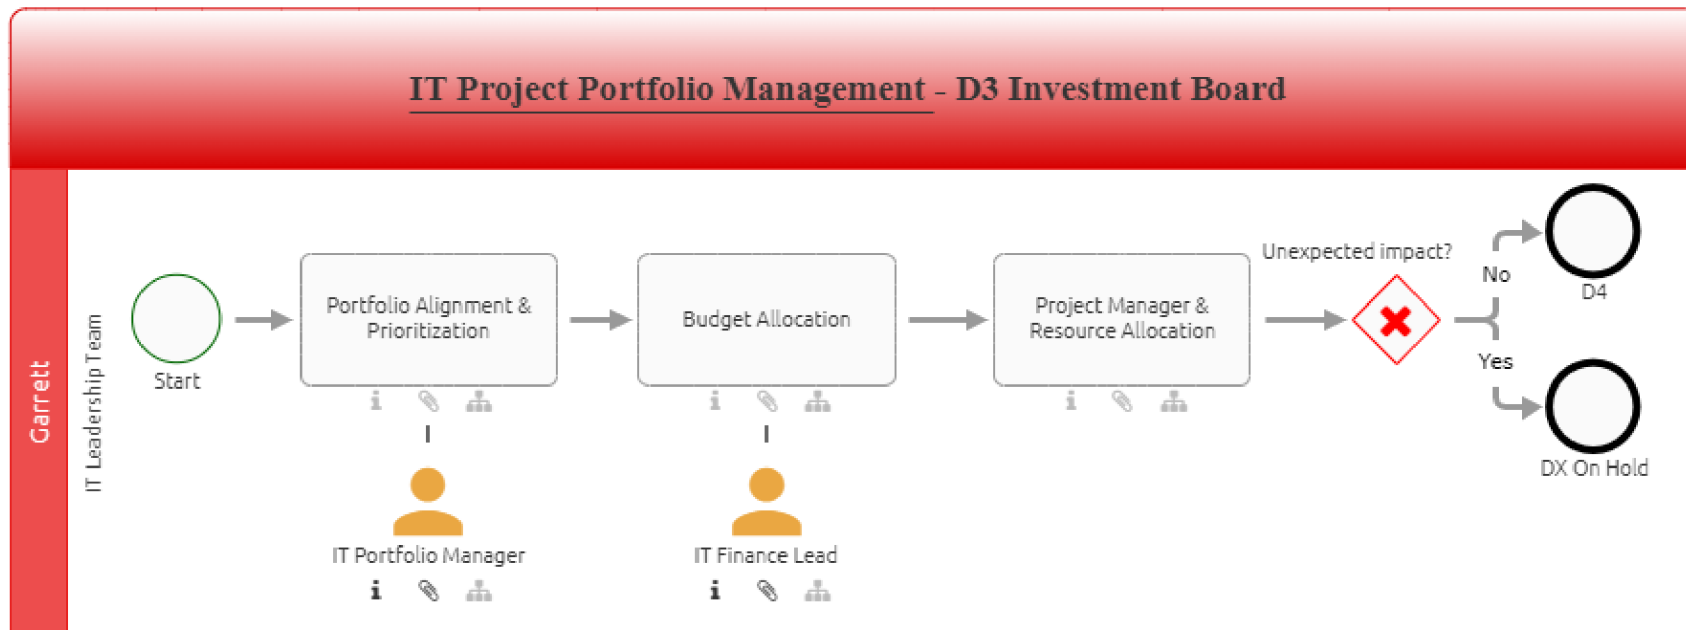 IT Project Portfolio Management - D3 Investment Board
Garrett
IT Leadership Team
Start
Portfolio Alignment &
Prioritization
Budget Allocation
Project Manager &
Resource Allocation
Unexpected impact?
No
Yes
D4
DX On Hold
IT Portfolio Manager
IT Finance Lead